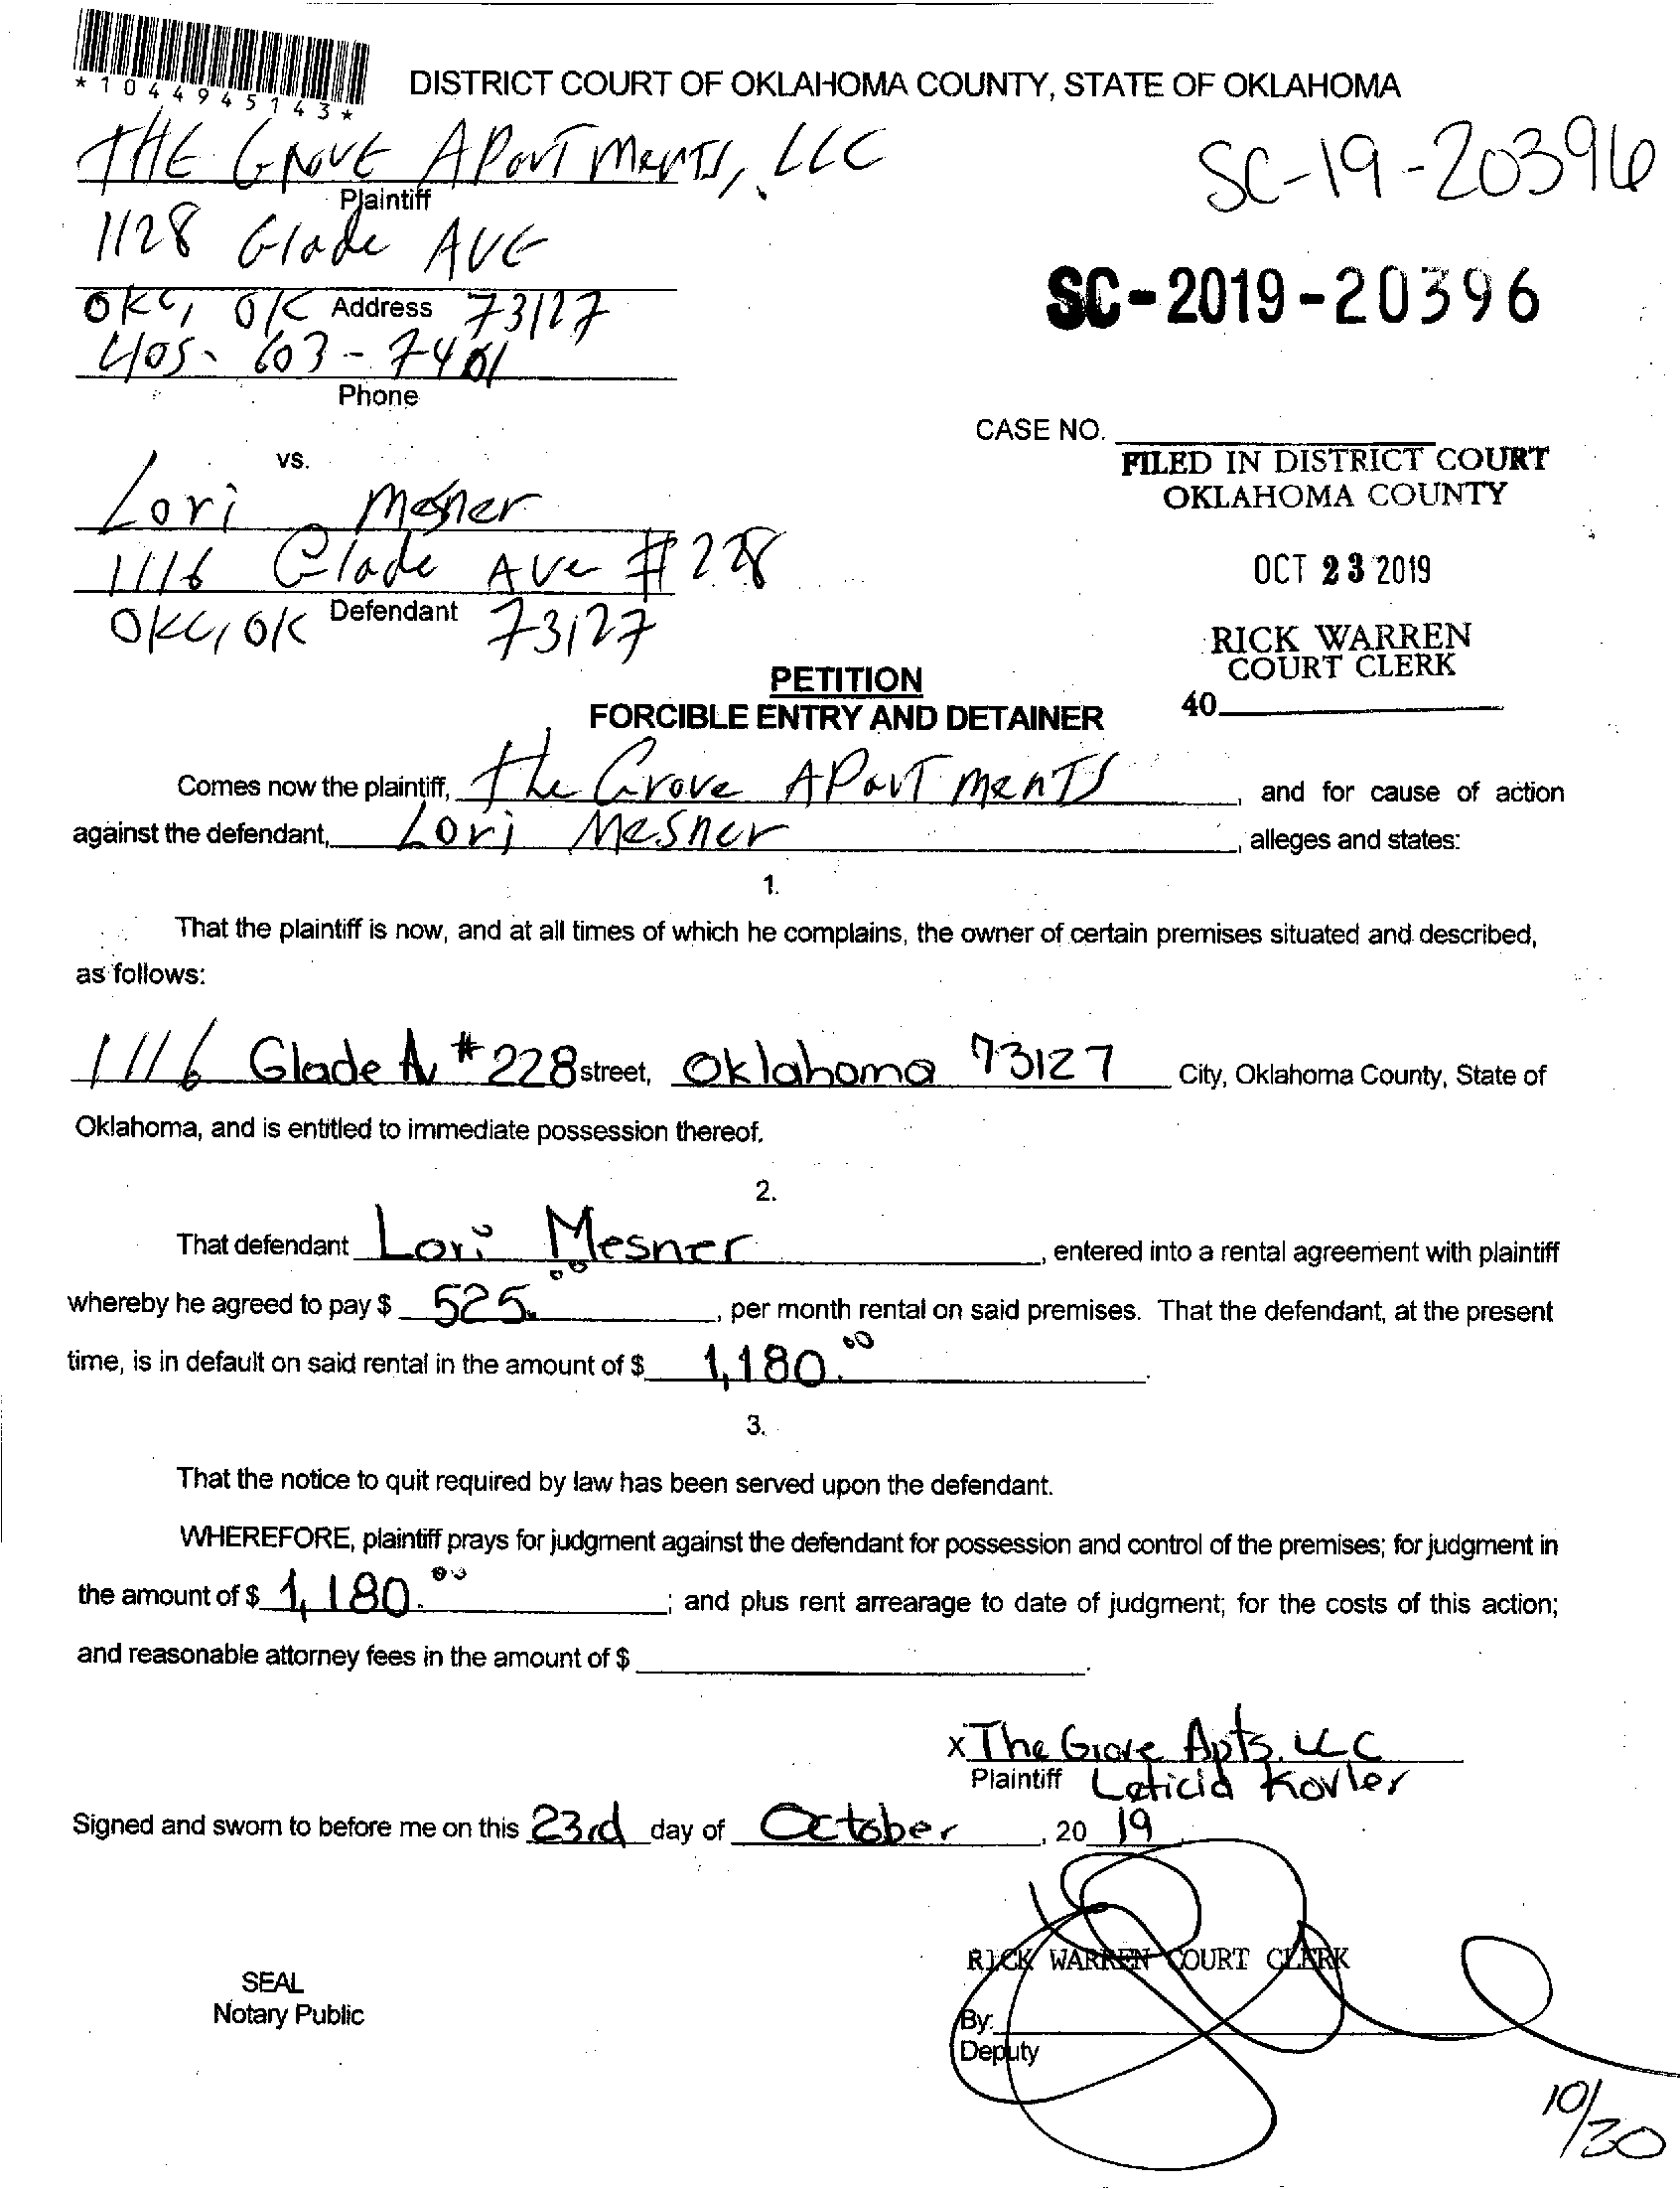 *1044945143*
DISTRICT COURT OF OKLAHOMA COUNTY, STATE OF OKLAHOMA
THE GROVE APartMENTS, LLC
SC-19-20396
Plaintiff
1128 Glade AVE
SC-2019-20396
OKC, OK Address 73127
405-603-7401
Phone
CASE NO.
vs.
FILED IN DISTRICT COURT
OKLAHOMA COUNTY
Lori Mesner
1116 Glade Ave #228
OCT 23 2019
OKC, OK Defendant 73127
RICK WARREN
COURT CLERK
PETITION
40
FORCIBLE ENTRY AND DETAINER
Comes now the plaintiff, the Grove APartMENTS, and for cause of action
against the defendant, Lori Mesner, alleges and states:
1.
That the plaintiff is now, and at all times of which he complains, the owner of certain premises situated and described,
as follows:
1116 Glade Av #228 street, Oklahoma 73127 City, Oklahoma County, State of
Oklahoma, and is entitled to immediate possession thereof.
2.
That defendant Lori Mesner, entered into a rental agreement with plaintiff
whereby he agreed to pay $ 525.00, per month rental on said premises. That the defendant, at the present
time, is in default on said rental in the amount of $ 1,180.00.
3.
That the notice to quit required by law has been served upon the defendant.
WHEREFORE, plaintiff prays for judgment against the defendant for possession and control of the premises; for judgment in
the amount of $ 1,180.00; and plus rent arrearage to date of judgment; for the costs of this action;
and reasonable attorney fees in the amount of $ .
X The Grove Apts. LLC
Plaintiff Leticia Kovler
Signed and sworn to before me on this 23rd day of October, 20 19
RICK WARREN COURT CLERK
SEAL
Notary Public
By:
Deputy
10/30